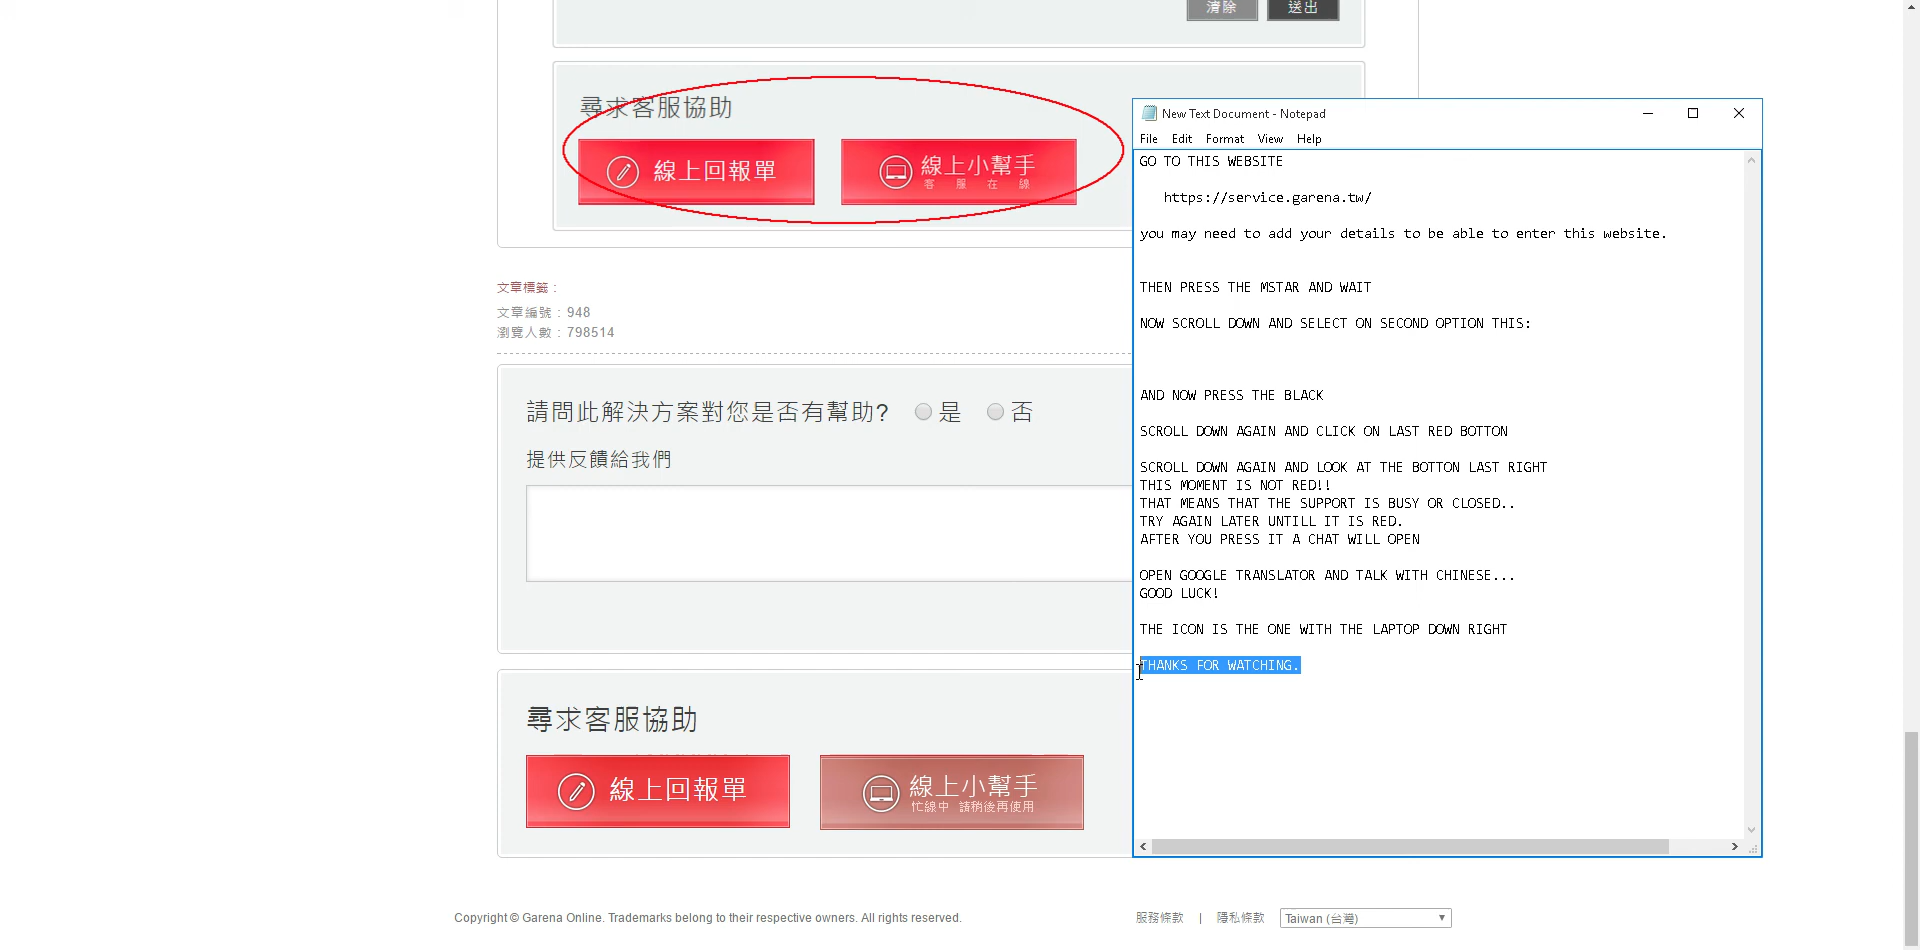 清除
送出
尋求客服協助
線上回報單
線上小幫手
客服在線
文章標籤 :
文章編號 : 948
瀏覽人數 : 798514
請問此解決方案對您是否有幫助? 是 否
提供反饋給我們
尋求客服協助
線上回報單
線上小幫手
忙線中 請稍後再使用
Copyright © Garena Online. Trademarks belong to their respective owners. All rights reserved.
服務條款 | 隱私條款
Taiwan (台灣)
New Text Document - Notepad
File Edit Format View Help
GO TO THIS WEBSITE
https://service.garena.tw/
you may need to add your details to be able to enter this website.
THEN PRESS THE MSTAR AND WAIT
NOW SCROLL DOWN AND SELECT ON SECOND OPTION THIS:
AND NOW PRESS THE BLACK
SCROLL DOWN AGAIN AND CLICK ON LAST RED BOTTON
SCROLL DOWN AGAIN AND LOOK AT THE BOTTON LAST RIGHT
THIS MOMENT IS NOT RED!!
THAT MEANS THAT THE SUPPORT IS BUSY OR CLOSED..
TRY AGAIN LATER UNTILL IT IS RED.
AFTER YOU PRESS IT A CHAT WILL OPEN
OPEN GOOGLE TRANSLATOR AND TALK WITH CHINESE...
GOOD LUCK!
THE ICON IS THE ONE WITH THE LAPTOP DOWN RIGHT
THANKS FOR WATCHING.